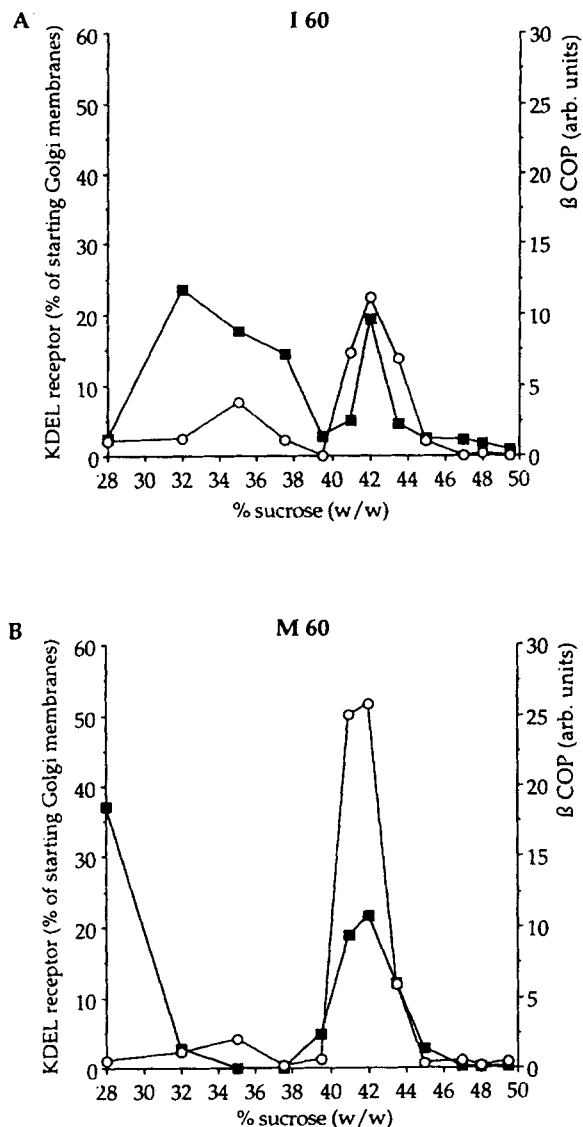 A
I 60
KDEL receptor (% of starting Golgi membranes)
60
50
40
30
20
10
0
30
25
20
15
10
5
0
ß COP (arb. units)
28 30 32 34 36 38 40 42 44 46 48 50
% sucrose (w/w)
B
M 60
KDEL receptor (% of starting Golgi membranes)
60
50
40
30
20
10
0
30
25
20
15
10
5
0
ß COP (arb. units)
28 30 32 34 36 38 40 42 44 46 48 50
% sucrose (w/w)